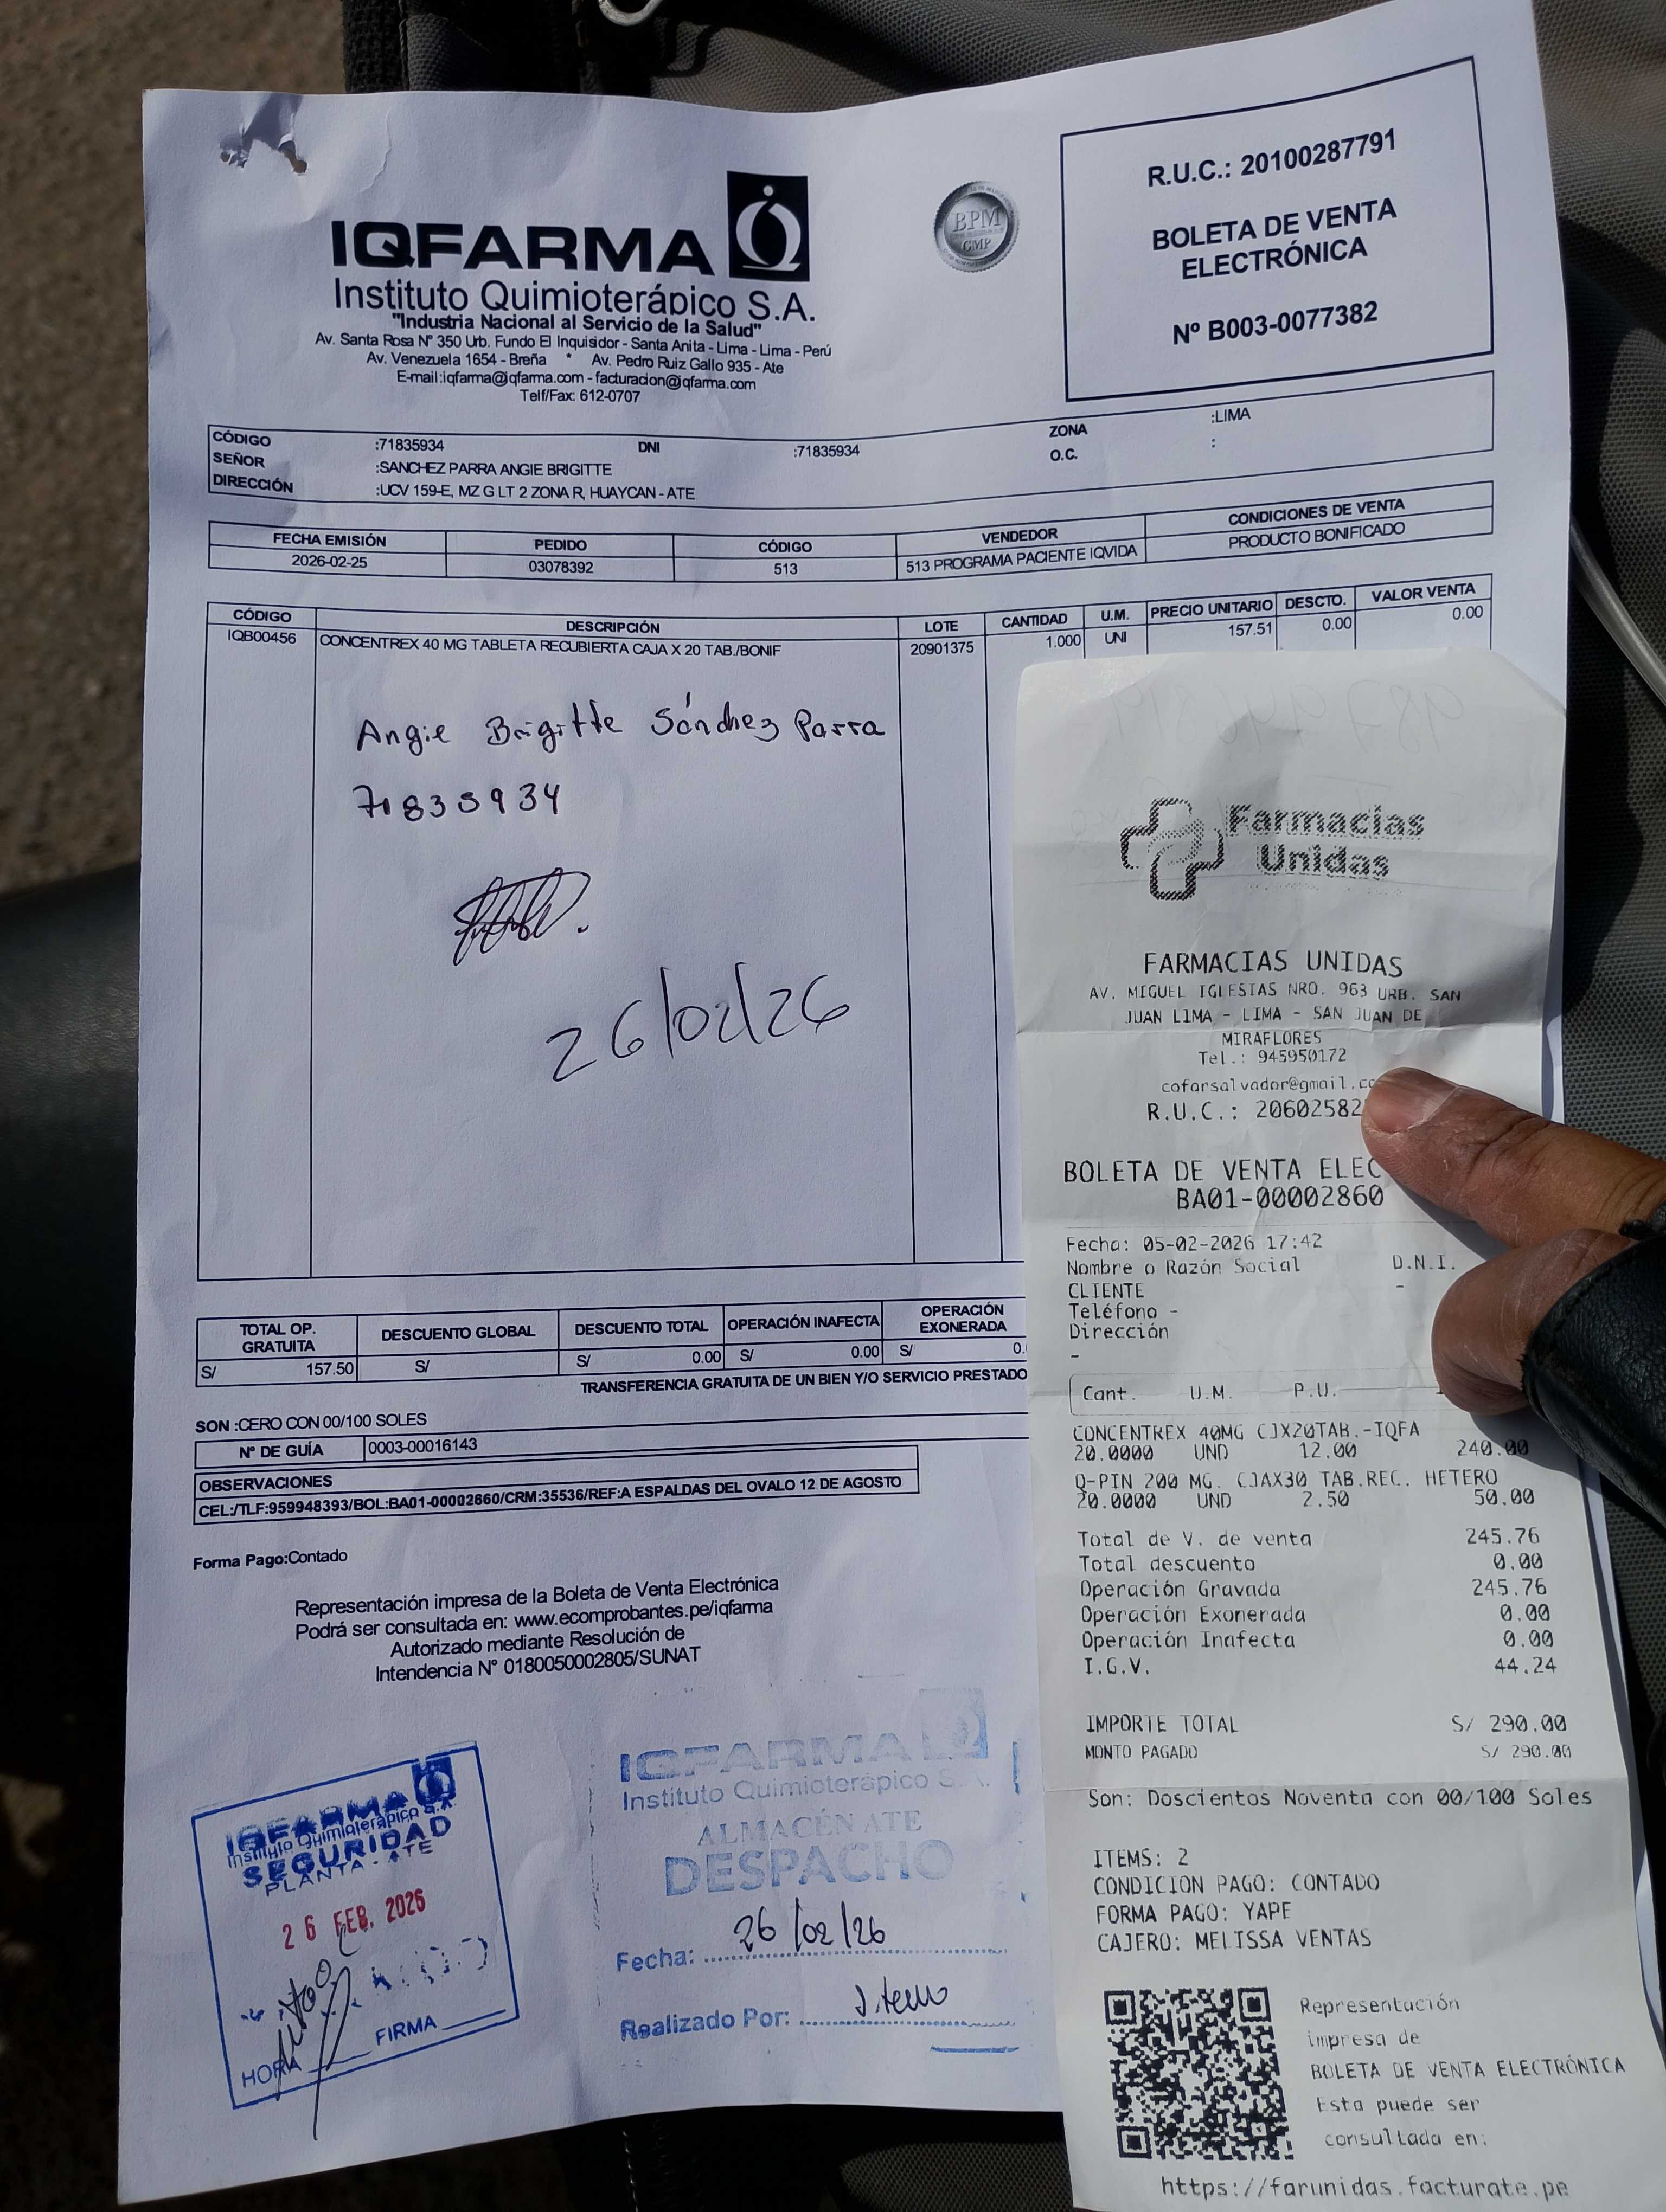 IQFARMA
Instituto Quimioterápico S.A.
"Industria Nacional al Servicio de la Salud"
Av. Santa Rosa N° 350 Urb. Fundo El Inquisidor - Santa Anita - Lima - Lima - Perú
Av. Venezuela 1654 - Breña * Av. Pedro Ruiz Gallo 935 - Ate
E-mail:iqfarma@iqfarma.com - facturacion@iqfarma.com
Telf/Fax: 612-0707
BPM
GMP
R.U.C.: 20100287791
BOLETA DE VENTA
ELECTRÓNICA
Nº B003-0077382
CÓDIGO :71835934 DNI :71835934 ZONA :LIMA
SEÑOR :SANCHEZ PARRA ANGIE BRIGITTE O.C. :
DIRECCIÓN :UCV 159-E, MZ G LT 2 ZONA R, HUAYCAN - ATE
FECHA EMISIÓN PEDIDO CÓDIGO VENDEDOR CONDICIONES DE VENTA
2026-02-25 03078392 513 513 PROGRAMA PACIENTE IQVIDA PRODUCTO BONIFICADO
CÓDIGO DESCRIPCIÓN LOTE CANTIDAD U.M. PRECIO UNITARIO DESCTO. VALOR VENTA
IQB00456 CONCENTREX 40 MG TABLETA RECUBIERTA CAJA X 20 TAB./BONIF 20901375 1.000 UNI 157.51 0.00 0.00
Angie Brigitte Sánchez Parra
71835934
26/02/26
TOTAL OP. GRATUITA DESCUENTO GLOBAL DESCUENTO TOTAL OPERACIÓN INAFECTA OPERACIÓN EXONERADA
S/ 157.50 S/ S/ 0.00 S/ 0.00 S/ 0.
TRANSFERENCIA GRATUITA DE UN BIEN Y/O SERVICIO PRESTADO
SON :CERO CON 00/100 SOLES
Nº DE GUÍA 0003-00016143
OBSERVACIONES
CEL:/TLF:959948393/BOL:BA01-00002860/CRM:35536/REF:A ESPALDAS DEL OVALO 12 DE AGOSTO
Forma Pago:Contado
Representación impresa de la Boleta de Venta Electrónica
Podrá ser consultada en: www.ecomprobantes.pe/iqfarma
Autorizado mediante Resolución de
Intendencia N° 0180050002805/SUNAT
IQFARMA
Instituto Quimioterápico S.A.
SEGURIDAD
PLANTA - ATE
26 FEB. 2026
HORA FIRMA
IQFARMA
Instituto Quimioterápico S.A.
ALMACÉN ATE
DESPACHO
Fecha: 26/02/26
Realizado Por:
Farmacias
Unidas
FARMACIAS UNIDAS
AV. MIGUEL IGLESIAS NRO. 963 URB. SAN
JUAN LIMA - LIMA - SAN JUAN DE
MIRAFLORES
Tel.: 945950172
cofarsalvador@gmail.co
R.U.C.: 20602582
BOLETA DE VENTA ELEC
BA01-00002860
Fecha: 05-02-2026 17:42
Nombre o Razón Social D.N.I.
CLIENTE -
Teléfono -
Dirección
-
Cant. U.M. P.U.
CONCENTREX 40MG CJX20TAB.-IQFA
20.0000 UND 12.00 240.00
Q-PIN 200 MG. CJAX30 TAB.REC. HETERO
20.0000 UND 2.50 50.00
Total de V. de venta 245.76
Total descuento 0.00
Operación Gravada 245.76
Operación Exonerada 0.00
Operación Inafecta 0.00
I.G.V. 44.24
IMPORTE TOTAL S/ 290.00
MONTO PAGADO S/ 290.00
Son: Doscientos Noventa con 00/100 Soles
ITEMS: 2
CONDICION PAGO: CONTADO
FORMA PAGO: YAPE
CAJERO: MELISSA VENTAS
Representación
impresa de
BOLETA DE VENTA ELECTRÓNICA
Esta puede ser
consultada en:
https://farunidas.facturate.pe